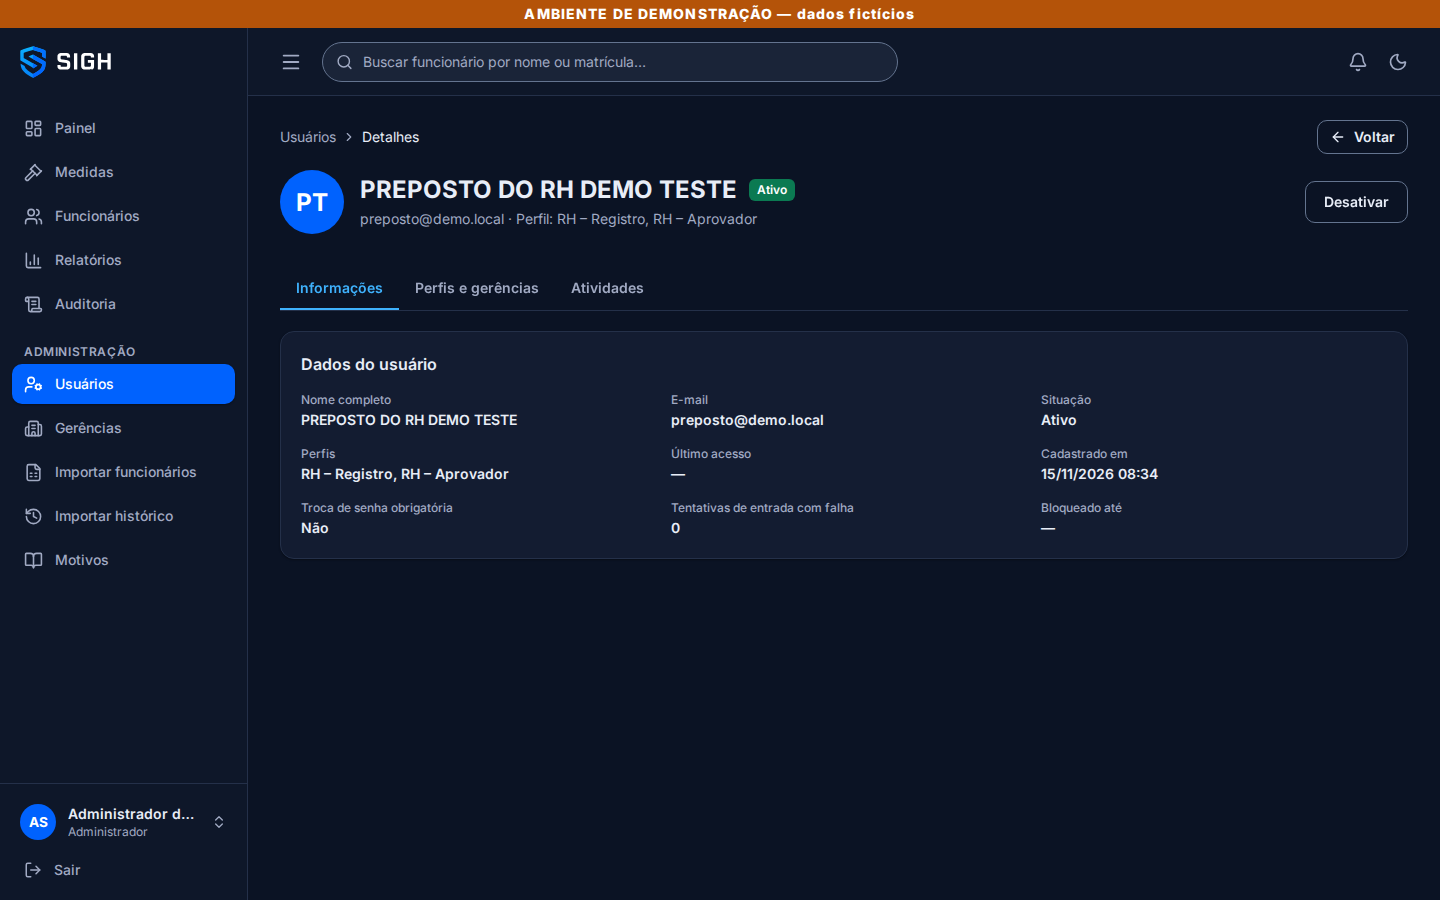 AMBIENTE DE DEMONSTRAÇÃO — dados fictícios
SIGH
Buscar funcionário por nome ou matrícula...
Painel
Medidas
Funcionários
Relatórios
Auditoria
ADMINISTRAÇÃO
Usuários
Gerências
Importar funcionários
Importar histórico
Motivos
Administrador d...
AS
Administrador
Sair
Usuários > Detalhes
Voltar
PT
PREPOSTO DO RH DEMO TESTE Ativo
preposto@demo.local · Perfil: RH – Registro, RH – Aprovador
Desativar
Informações Perfis e gerências Atividades
Dados do usuário
Nome completo E-mail Situação
PREPOSTO DO RH DEMO TESTE preposto@demo.local Ativo
Perfis Último acesso Cadastrado em
RH – Registro, RH – Aprovador — 15/11/2026 08:34
Troca de senha obrigatória Tentativas de entrada com falha Bloqueado até
Não 0 —